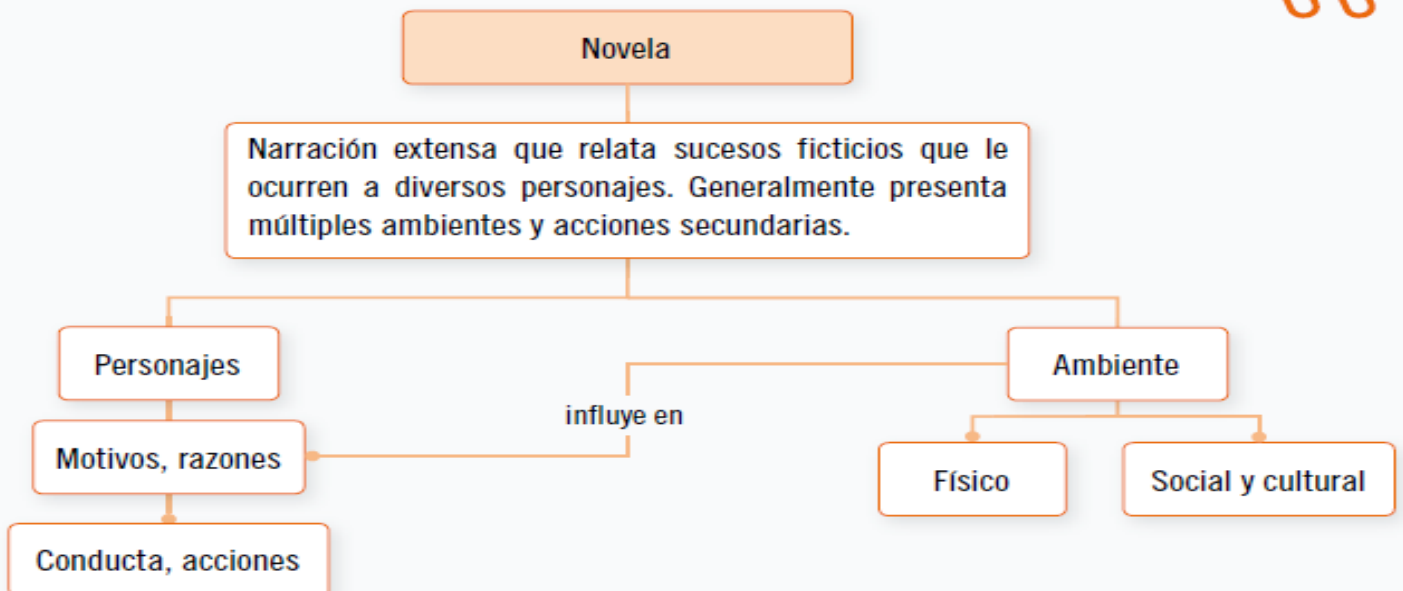 Novela
Narración extensa que relata sucesos ficticios que le
ocurren a diversos personajes. Generalmente presenta
múltiples ambientes y acciones secundarias.
Personajes
Ambiente
influye en
Motivos, razones
Físico
Social y cultural
Conducta, acciones